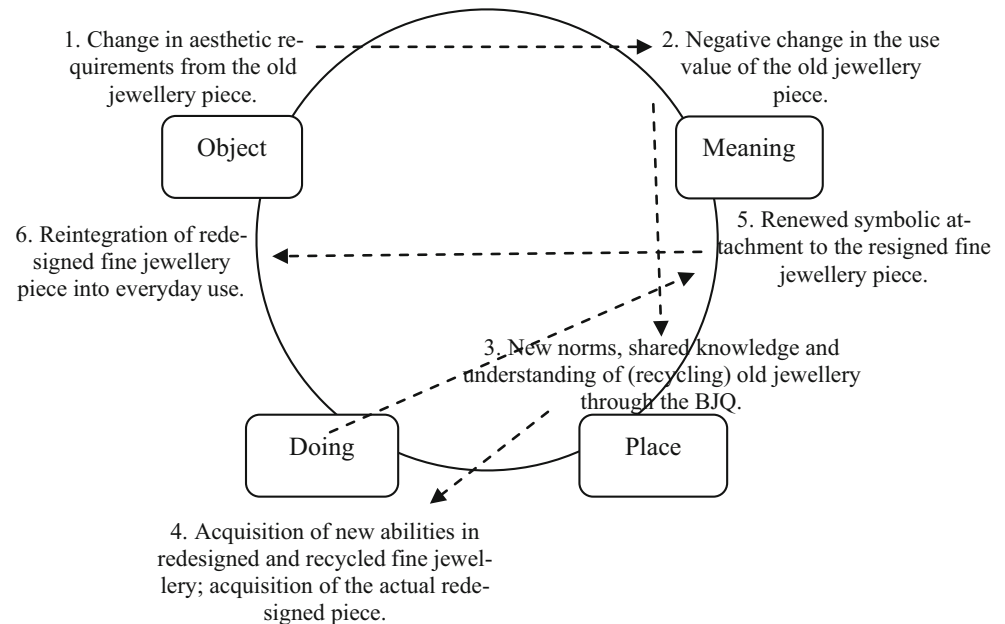 1. Change in aesthetic re-
quirements from the old
jewellery piece.
2. Negative change in the use
value of the old jewellery
piece.
Object
Meaning
6. Reintegration of rede-
signed fine jewellery
piece into everyday use.
5. Renewed symbolic at-
tachment to the resigned fine
jewellery piece.
3. New norms, shared knowledge and
understanding of (recycling) old jewellery
through the BJQ.
Doing
Place
4. Acquisition of new abilities in
redesigned and recycled fine jewel-
lery; acquisition of the actual rede-
signed piece.